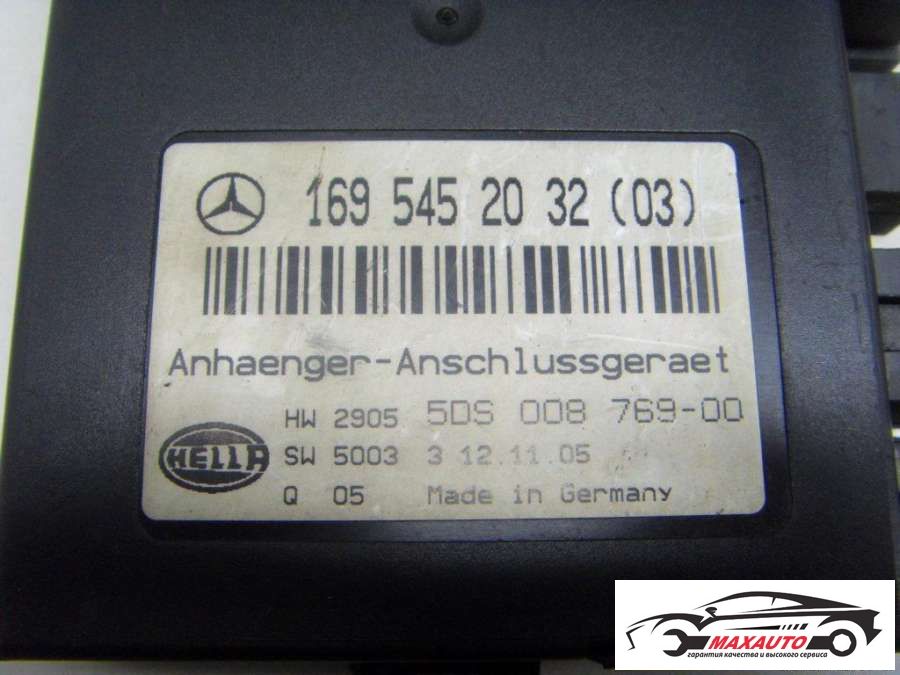 169 545 20 32 (03)
Anhaenger-Anschlussgeraet
HW 2905 5DS 008 769-00
HELLA SW 5003 3 12.11.05
Q 05 Made in Germany
MAXAUTO
гарантия качества и высокого сервиса